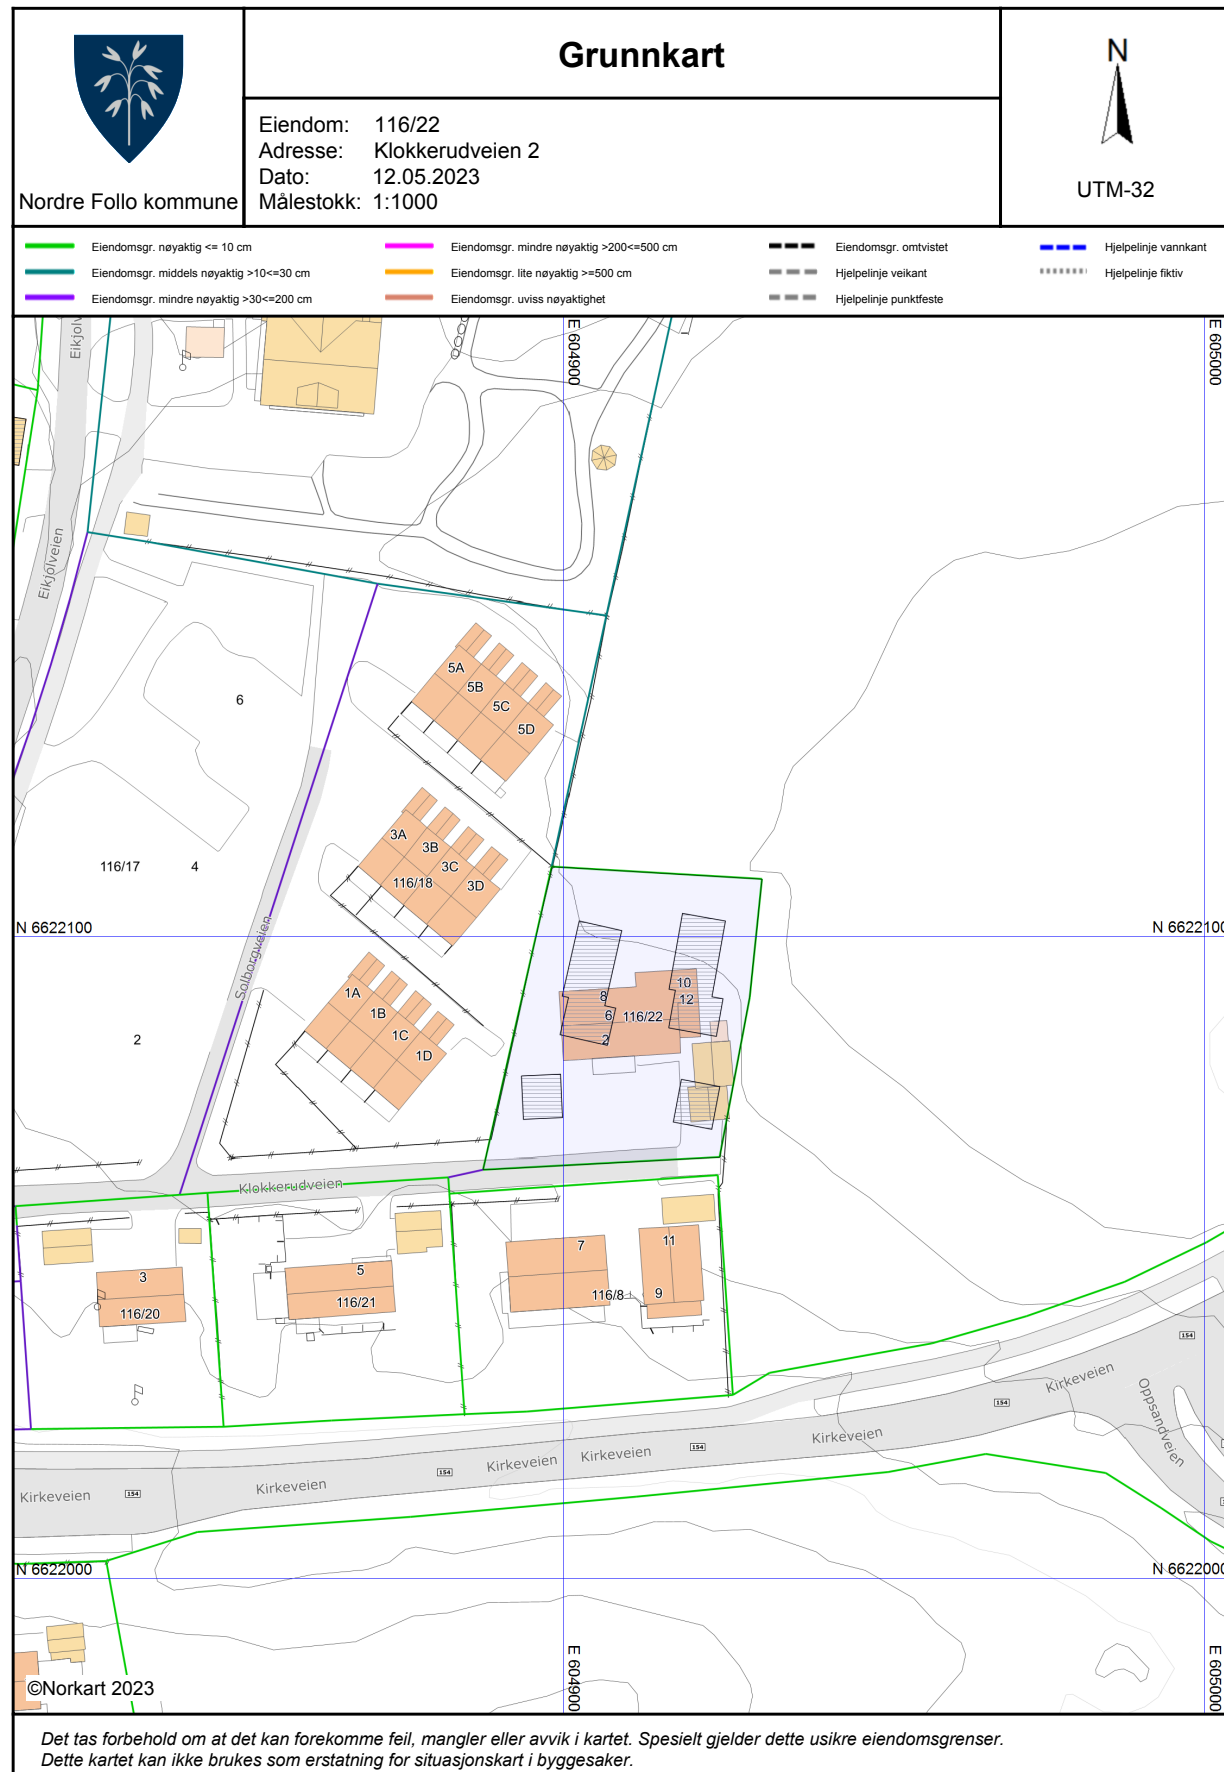 Grunnkart
N
Eiendom: 116/22
Adresse: Klokkerudveien 2
Dato: 12.05.2023
Målestokk: 1:1000
Nordre Follo kommune
UTM-32
Eiendomsgr. nøyaktig <= 10 cm
Eiendomsgr. mindre nøyaktig >200<=500 cm
Eiendomsgr. omtvistet
Hjelpelinje vannkant
Eiendomsgr. middels nøyaktig >10<=30 cm
Eiendomsgr. lite nøyaktig >=500 cm
Hjelpelinje veikant
Hjelpelinje fiktiv
Eiendomsgr. mindre nøyaktig >30<=200 cm
Eiendomsgr. uviss nøyaktighet
Hjelpelinje punktfeste
E 604900
E 605000
Eikjolveien
5A
5B
5C
5D
6
3A
3B
3C
3D
116/17
4
116/18
N 6622100
N 6622100
Solborgveien
1A
1B
1C
1D
2
8
6
2
116/22
10
12
Klokkerudveien
3
116/20
5
116/21
7
116/8
11
9
154
Kirkeveien
154
Oppsandveien
Kirkeveien
154
Kirkeveien
Kirkeveien
154
Kirkeveien
154
Kirkeveien
N 6622000
N 6622000
E 604900
E 605000
©Norkart 2023
Det tas forbehold om at det kan forekomme feil, mangler eller avvik i kartet. Spesielt gjelder dette usikre eiendomsgrenser.
Dette kartet kan ikke brukes som erstatning for situasjonskart i byggesaker.